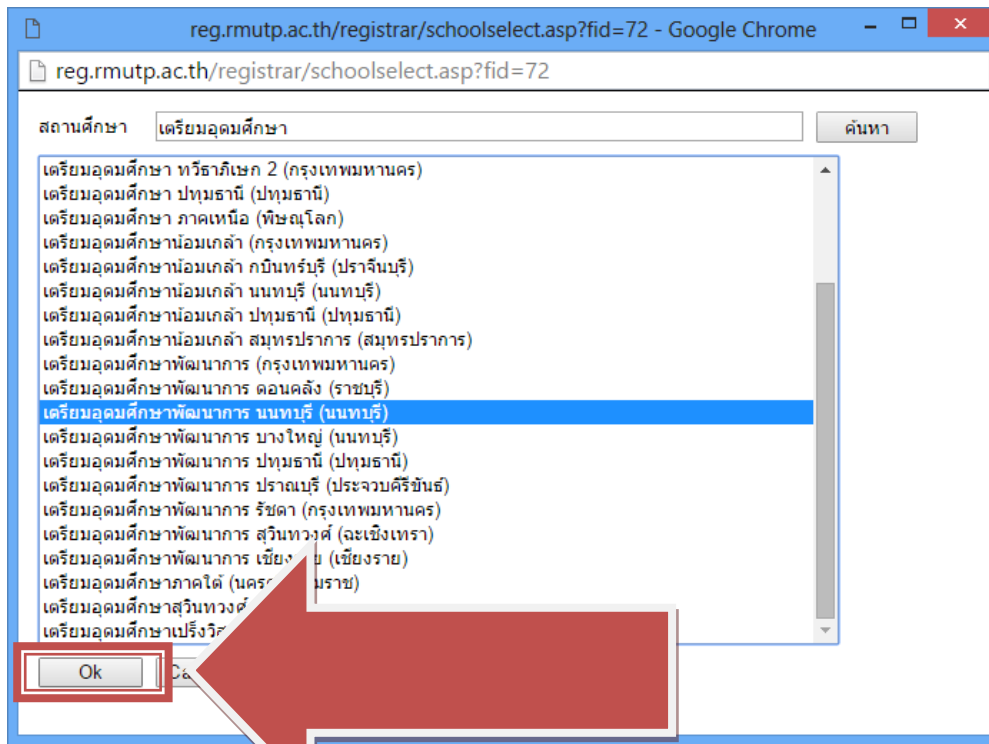 reg.rmutp.ac.th/registrar/schoolselect.asp?fid=72 - Google Chrome
reg.rmutp.ac.th/registrar/schoolselect.asp?fid=72
สถานศึกษา เตรียมอุดมศึกษา ค้นหา
เตรียมอุดมศึกษา ทวีธาภิเษก 2 (กรุงเทพมหานคร)
เตรียมอุดมศึกษา ปทุมธานี (ปทุมธานี)
เตรียมอุดมศึกษา ภาคเหนือ (พิษณุโลก)
เตรียมอุดมศึกษาน้อมเกล้า (กรุงเทพมหานคร)
เตรียมอุดมศึกษาน้อมเกล้า กบินทร์บุรี (ปราจีนบุรี)
เตรียมอุดมศึกษาน้อมเกล้า นนทบุรี (นนทบุรี)
เตรียมอุดมศึกษาน้อมเกล้า ปทุมธานี (ปทุมธานี)
เตรียมอุดมศึกษาน้อมเกล้า สมุทรปราการ (สมุทรปราการ)
เตรียมอุดมศึกษาพัฒนาการ (กรุงเทพมหานคร)
เตรียมอุดมศึกษาพัฒนาการ ดอนคลัง (ราชบุรี)
เตรียมอุดมศึกษาพัฒนาการ นนทบุรี (นนทบุรี)
เตรียมอุดมศึกษาพัฒนาการ บางใหญ่ (นนทบุรี)
เตรียมอุดมศึกษาพัฒนาการ ปทุมธานี (ปทุมธานี)
เตรียมอุดมศึกษาพัฒนาการ ปราณบุรี (ประจวบคีรีขันธ์)
เตรียมอุดมศึกษาพัฒนาการ รัชดา (กรุงเทพมหานคร)
เตรียมอุดมศึกษาพัฒนาการ สุวินทวงศ์ (ฉะเชิงเทรา)
เตรียมอุดมศึกษาพัฒนาการ (เชียงราย)
เตรียมอุดมศึกษาภาคใต้
เตรียมอุดมศึกษาสุวินทวงศ์
Ok